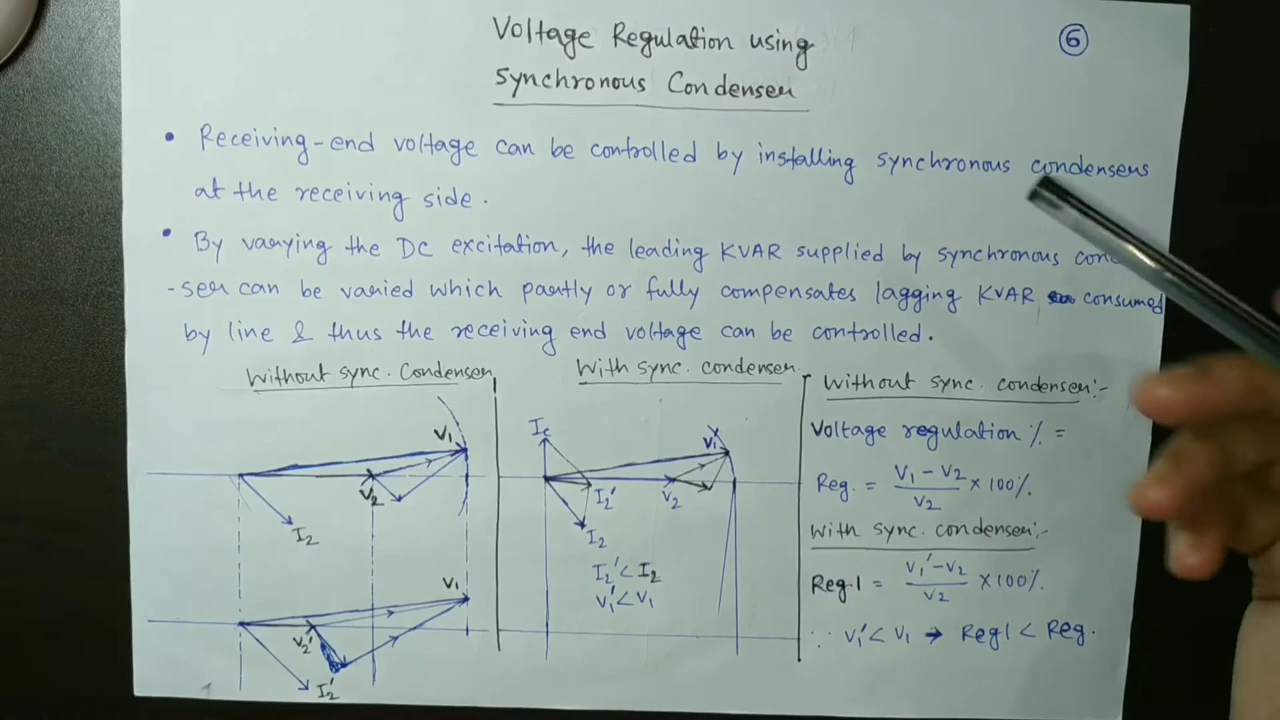 Voltage Regulation using
Synchronous Condenser
6
• Receiving-end voltage can be controlled by installing synchronous condensers
at the receiving side.
• By varying the DC excitation, the leading KVAR supplied by synchronous con
-ser can be varied which partly or fully compensates lagging KVAR consumed
by line & thus the receiving end voltage can be controlled.
Without sync. Condenser
V₁
V₂
I₂
V₁
V₂'
I₂'
With sync. condenser
Ic
V₁'
I₂'
V₂
I₂
I₂' < I₂
V₁' < V₁
Without sync. condenser:-
Voltage regulation % =
Reg. = V₁ - V₂ / V₂ × 100%.
With sync. condenser:-
Reg1 = V₁' - V₂ / V₂ × 100%.
∵ V₁' < V₁ → Reg1 < Reg.